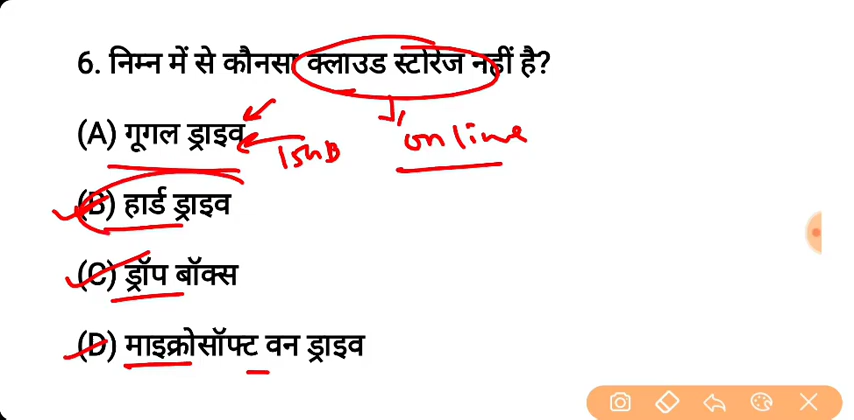 6. निम्न में से कौनसा क्लाउड स्टोरेज नहीं है?
(A) गूगल ड्राइव
15GB
online
(B) हार्ड ड्राइव
(C) ड्रॉप बॉक्स
(D) माइक्रोसॉफ्ट वन ड्राइव